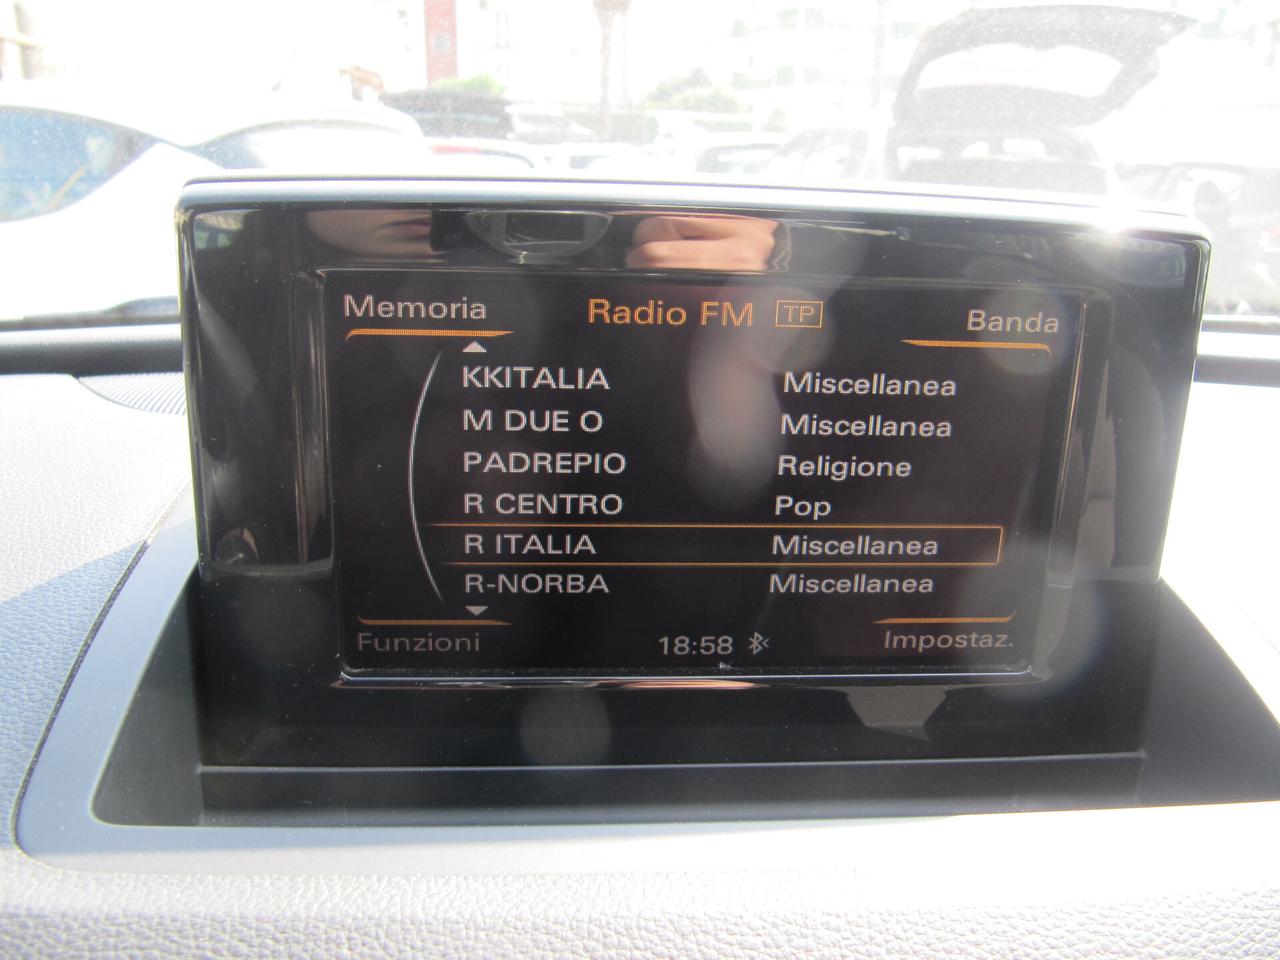 Memoria Radio FM TP Banda
KKITALIA Miscellanea
M DUE O Miscellanea
PADREPIO Religione
R CENTRO Pop
R ITALIA Miscellanea
R-NORBA Miscellanea
Funzioni 18:58 Impostaz.